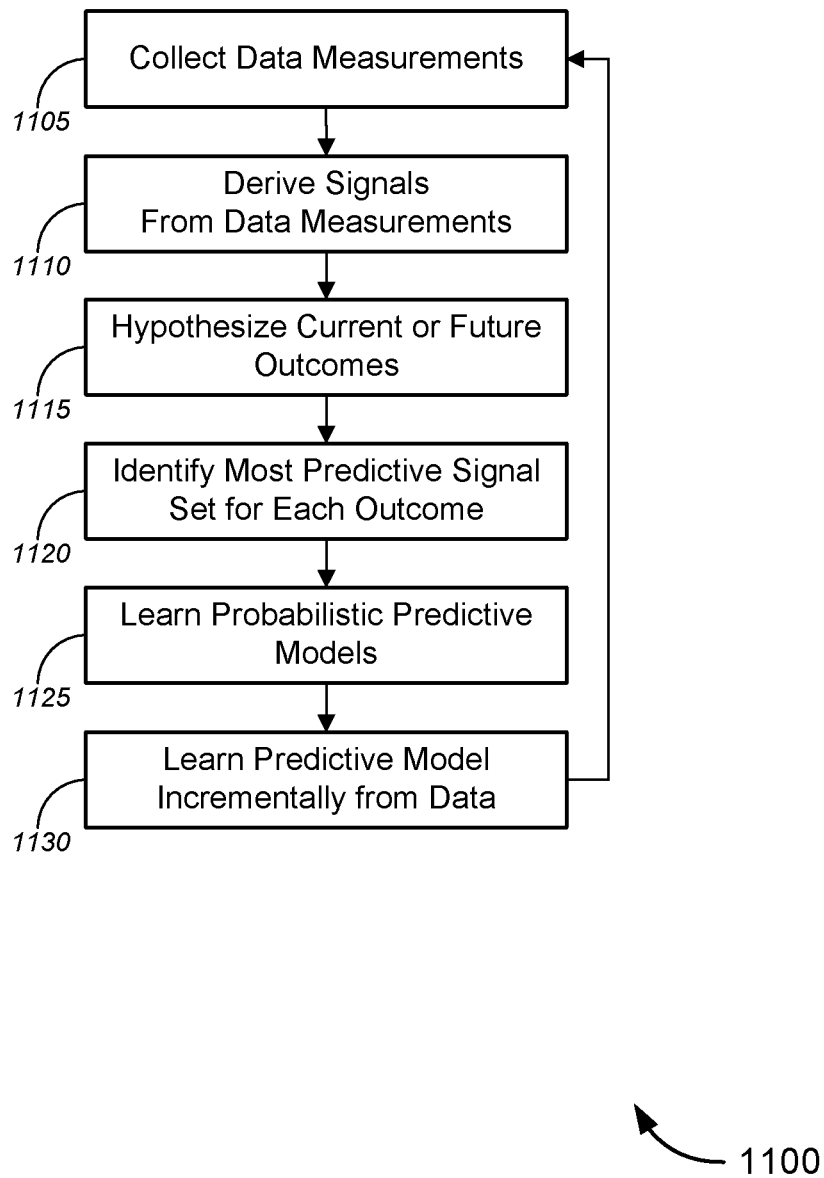 Collect Data Measurements
1105
Derive Signals
From Data Measurements
1110
Hypothesize Current or Future
Outcomes
1115
Identify Most Predictive Signal
Set for Each Outcome
1120
Learn Probabilistic Predictive
Models
1125
Learn Predictive Model
Incrementally from Data
1130
1100